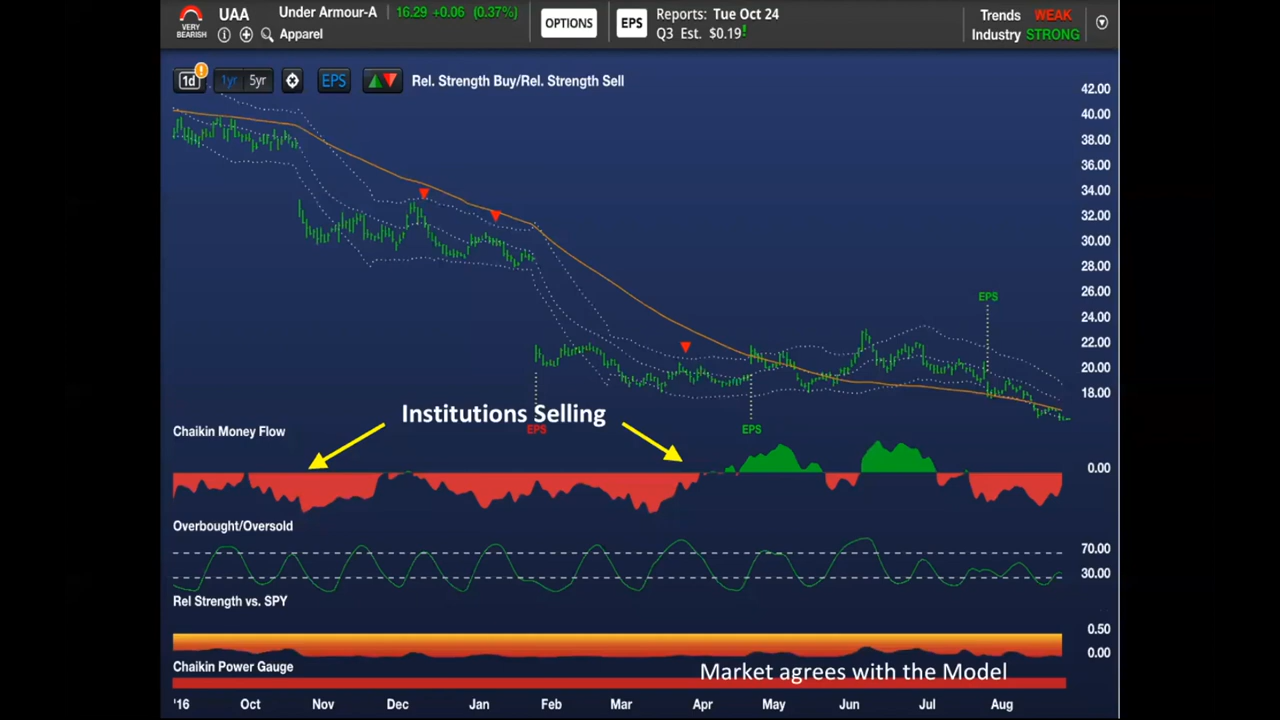 VERY BEARISH
UAA
Under Armour-A
16.29 +0.06 (0.37%)
Apparel
OPTIONS
EPS
Reports: Tue Oct 24
Q3 Est. $0.19!
Trends WEAK
Industry STRONG
1d
1yr 5yr
EPS
Rel. Strength Buy/Rel. Strength Sell
42.00
40.00
38.00
36.00
34.00
32.00
30.00
28.00
26.00
24.00
22.00
20.00
18.00
EPS
Institutions Selling
EPS
EPS
Chaikin Money Flow
0.00
Overbought/Oversold
70.00
30.00
Rel Strength vs. SPY
0.50
0.00
Chaikin Power Gauge
Market agrees with the Model
'16 Oct Nov Dec Jan Feb Mar Apr May Jun Jul Aug